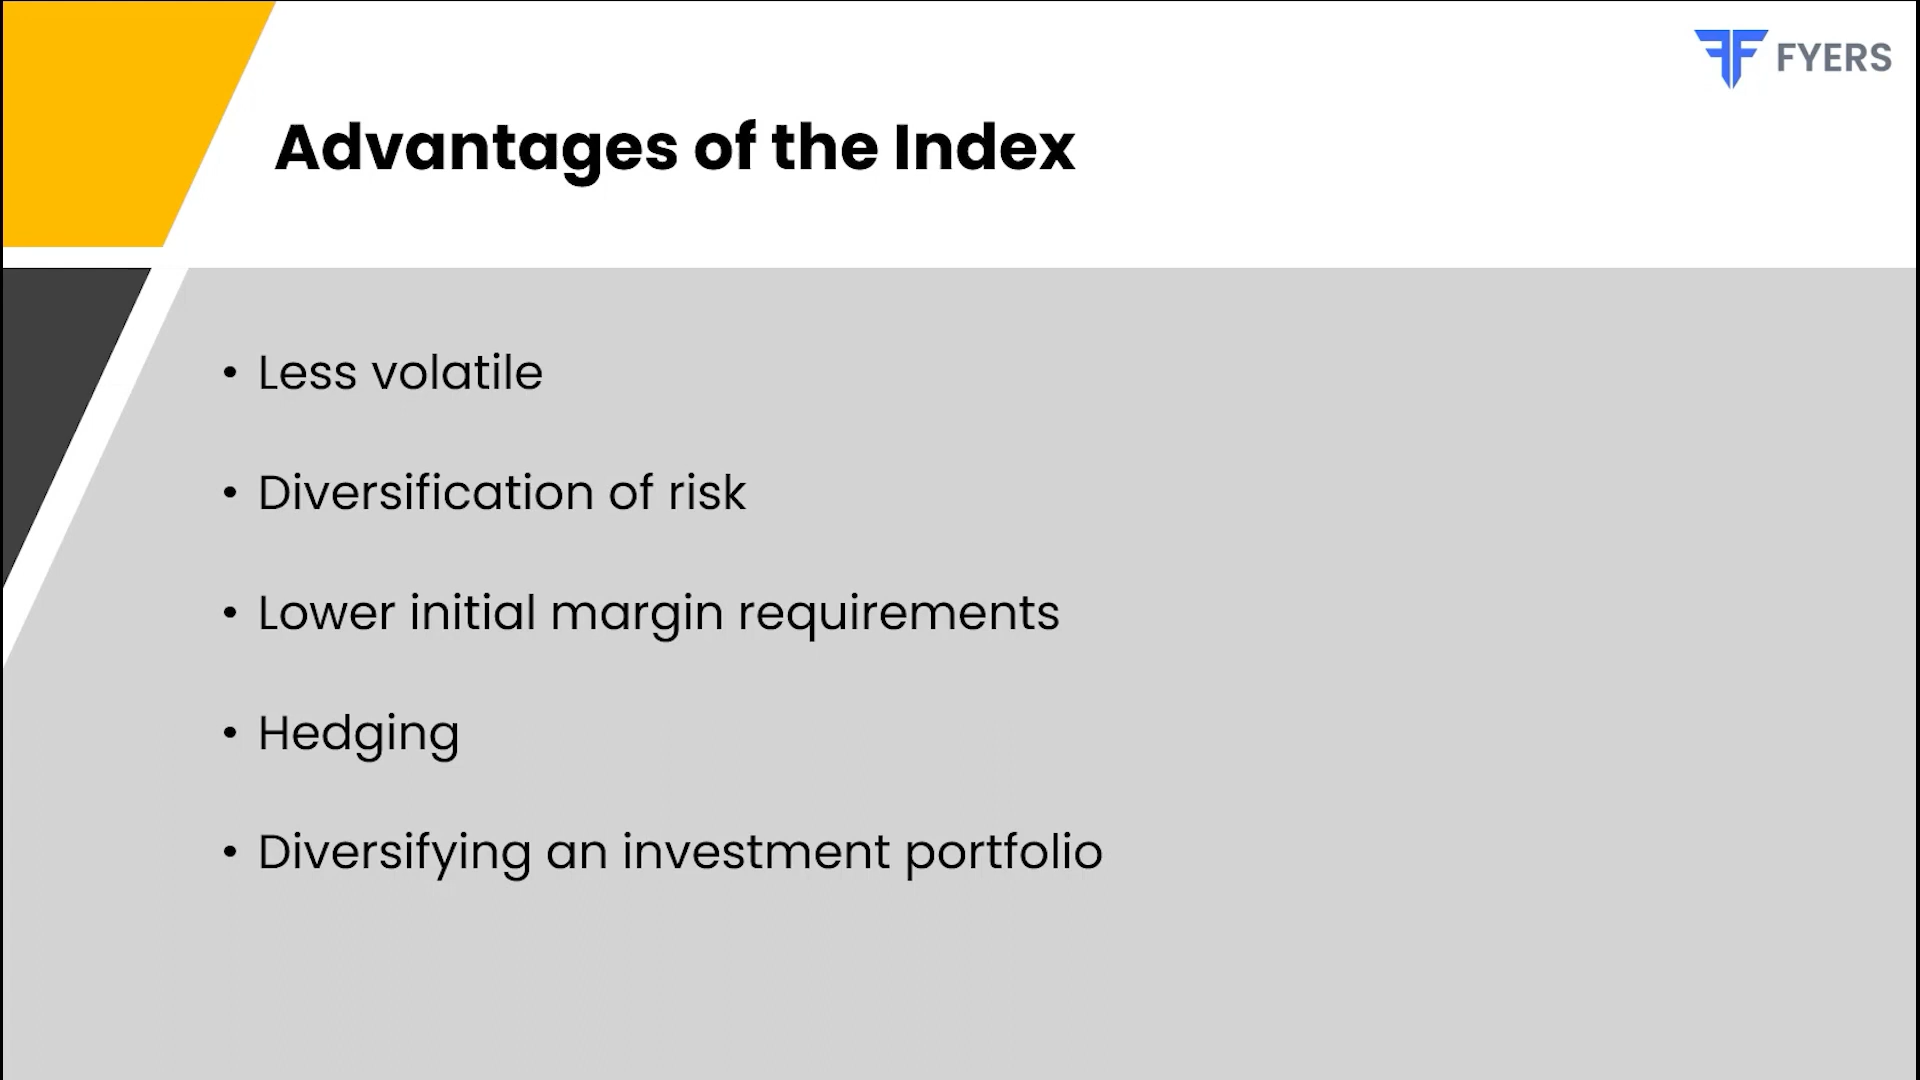 FYERS
Advantages of the Index
• Less volatile
• Diversification of risk
• Lower initial margin requirements
• Hedging
• Diversifying an investment portfolio